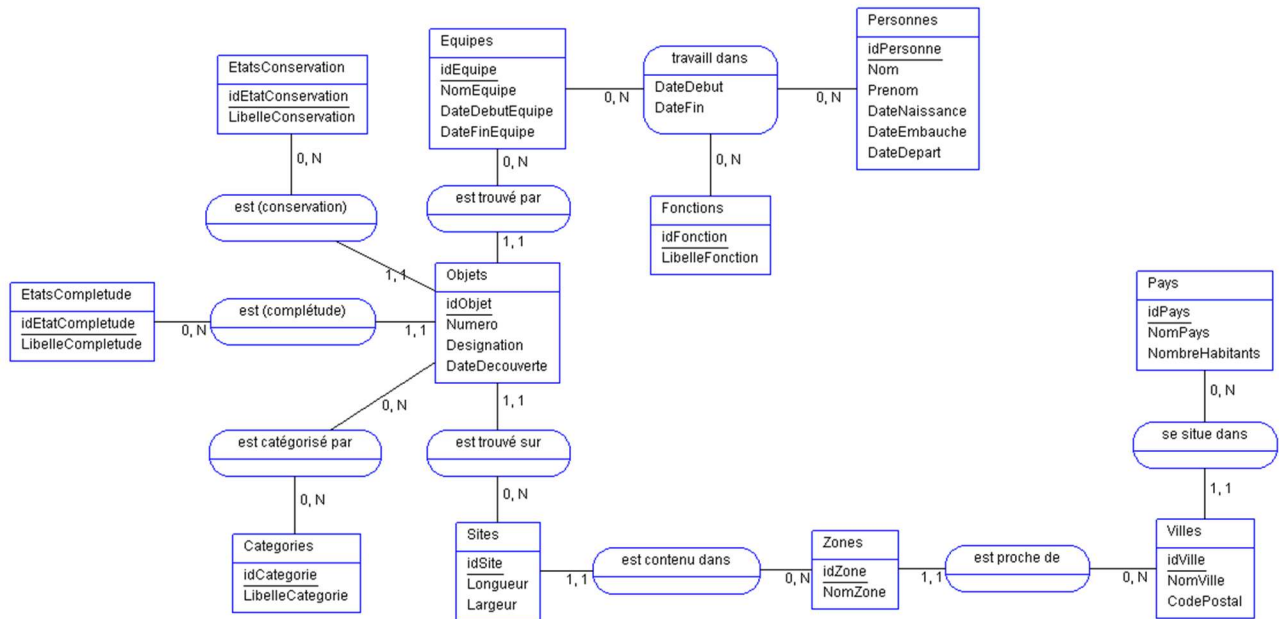 EtatsConservation
idEtatConservation
LibelleConservation
0, N
est (conservation)
1, 1
Equipes
idEquipe
NomEquipe
DateDebutEquipe
DateFinEquipe
0, N
travaill dans
DateDebut
DateFin
0, N
Personnes
idPersonne
Nom
Prenom
DateNaissance
DateEmbauche
DateDepart
0, N
est trouvé par
1, 1
0, N
Fonctions
idFonction
LibelleFonction
EtatsCompletude
idEtatCompletude
LibelleCompletude
0, N
est (complétude)
1, 1
Objets
idObjet
Numero
Designation
DateDecouverte
0, N
est catégorisé par
0, N
Categories
idCategorie
LibelleCategorie
1, 1
est trouvé sur
0, N
Sites
idSite
Longueur
Largeur
1, 1
est contenu dans
0, N
Zones
idZone
NomZone
1, 1
est proche de
0, N
Pays
idPays
NomPays
NombreHabitants
0, N
se situe dans
1, 1
Villes
idVille
NomVille
CodePostal